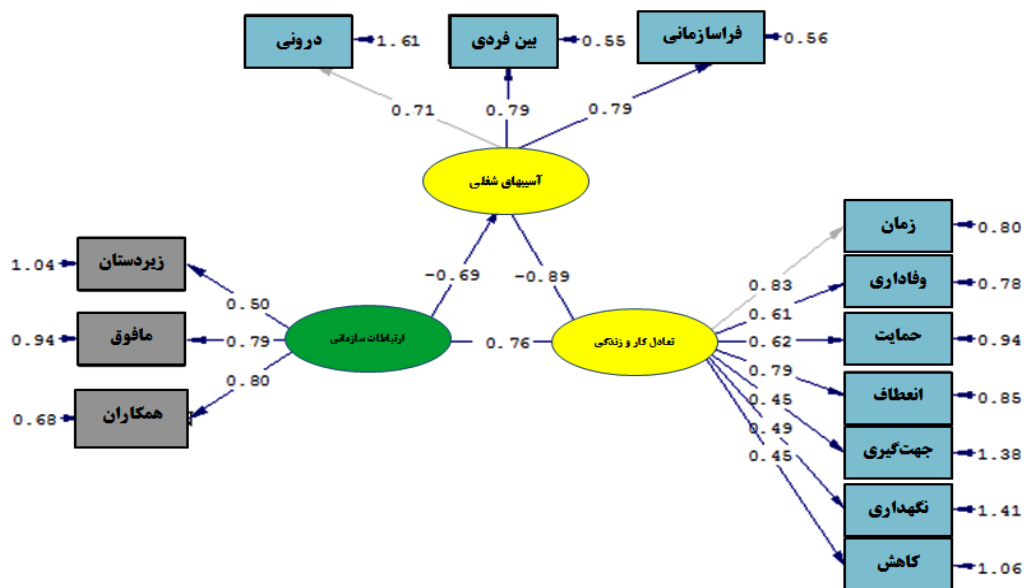 درونی
1.61
بین فردی
0.55
فراسازمانی
0.56
0.71
0.79
0.79
آسیبهای شغلی
زیردستان
1.04
مافوق
0.94
همکاران
0.68
0.50
0.79
0.80
ارتباطات سازمانی
-0.69
-0.89
0.76
تعادل کار و زندگی
0.83
0.61
0.62
0.79
0.45
0.49
0.45
زمان
0.80
وفاداری
0.78
حمایت
0.94
انعطاف
0.85
جهت‌گیری
1.38
نگهداری
1.41
کاهش
1.06